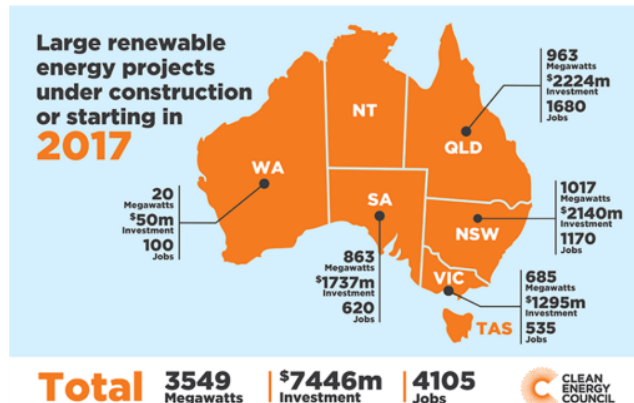 Large renewable
energy projects
under construction
or starting in
2017
963
Megawatts
$2224m
Investment
1680
Jobs
NT
QLD
WA
SA
20
Megawatts
$50m
Investment
100
Jobs
1017
Megawatts
$2140m
Investment
1170
Jobs
NSW
863
Megawatts
$1737m
Investment
620
Jobs
VIC
685
Megawatts
$1295m
Investment
535
Jobs
TAS
Total
3549
Megawatts
$7446m
Investment
4105
Jobs
CLEAN
ENERGY
COUNCIL